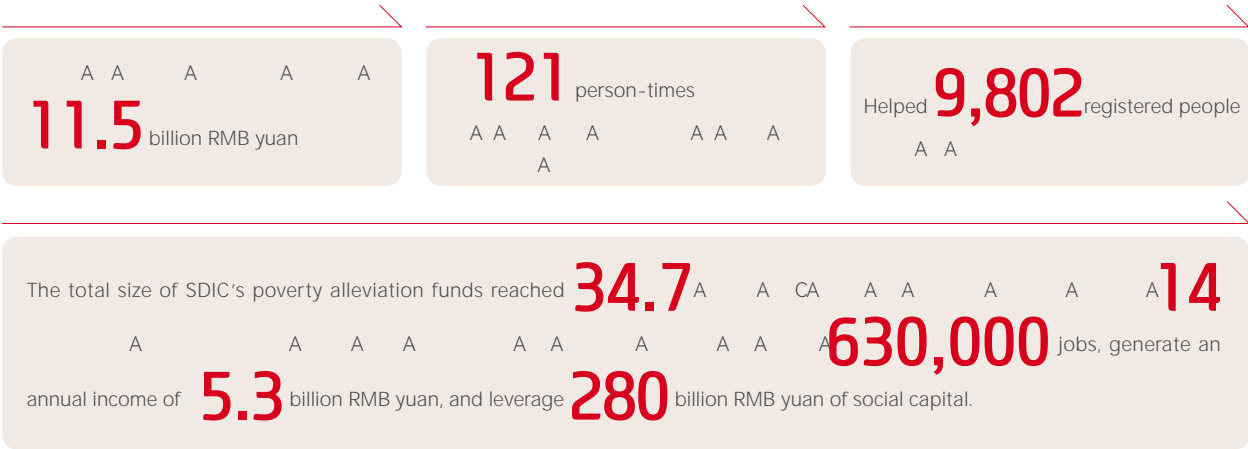 A A A A A
11.5 billion RMB yuan
121 person-times
A A A A A A A
A
Helped 9,802 registered people
A A
The total size of SDIC's poverty alleviation funds reached 34.7 A A CA A A A A A 14
A A A A A A A A A A 630,000 jobs, generate an
annual income of 5.3 billion RMB yuan, and leverage 280 billion RMB yuan of social capital.